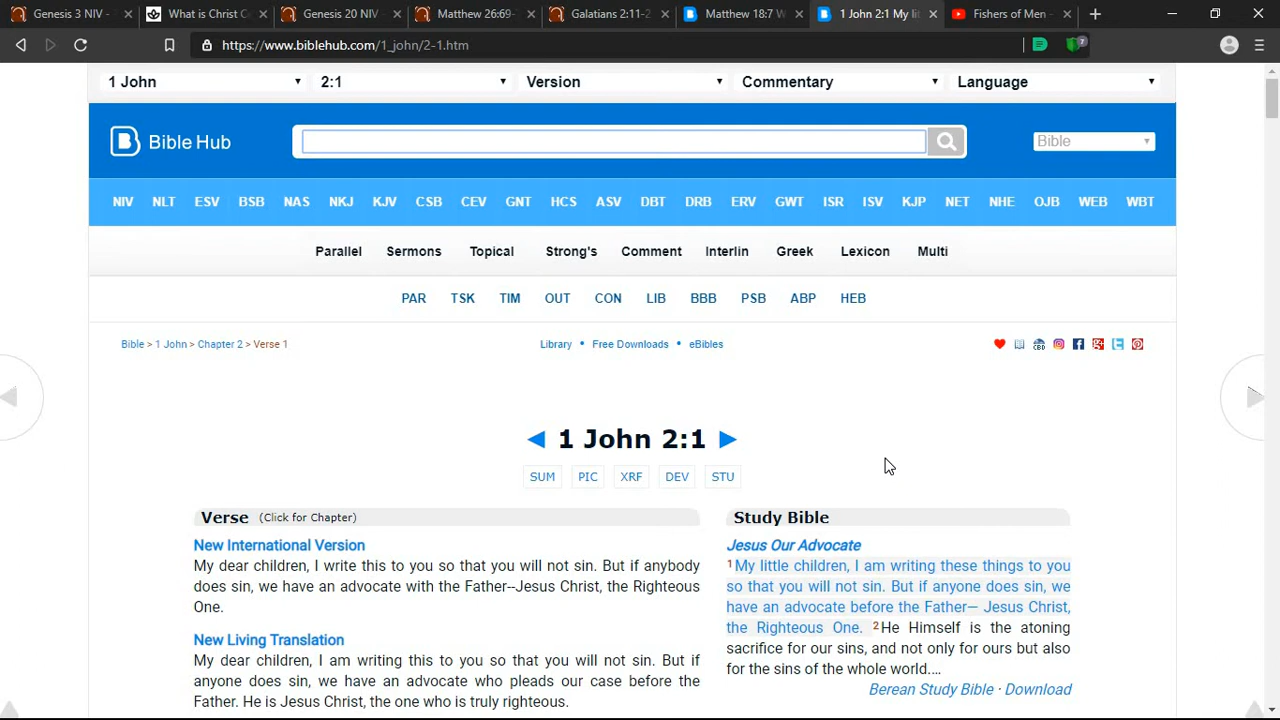 Genesis 3 NIV -
What is Christ Ce
Genesis 20 NIV -
Matthew 26:69-
Galatians 2:11-2
Matthew 18:7 W
1 John 2:1 My lit
Fishers of Men -
https://www.biblehub.com/1_john/2-1.htm
7
1 John 2:1 Version Commentary Language
Bible Hub
Bible
NIV NLT ESV BSB NAS NKJ KJV CSB CEV GNT HCS ASV DBT DRB ERV GWT ISR ISV KJP NET NHE OJB WEB WBT
Parallel Sermons Topical Strong's Comment Interlin Greek Lexicon Multi
PAR TSK TIM OUT CON LIB BBB PSB ABP HEB
Bible > 1 John > Chapter 2 > Verse 1
Library • Free Downloads • eBibles
CBD
1 John 2:1
SUM PIC XRF DEV STU
Verse (Click for Chapter)
New International Version
My dear children, I write this to you so that you will not sin. But if anybody
does sin, we have an advocate with the Father--Jesus Christ, the Righteous
One.
New Living Translation
My dear children, I am writing this to you so that you will not sin. But if
anyone does sin, we have an advocate who pleads our case before the
Father. He is Jesus Christ, the one who is truly righteous.
Study Bible
Jesus Our Advocate
1My little children, I am writing these things to you
so that you will not sin. But if anyone does sin, we
have an advocate before the Father— Jesus Christ,
the Righteous One. 2He Himself is the atoning
sacrifice for our sins, and not only for ours but also
for the sins of the whole world.…
Berean Study Bible · Download